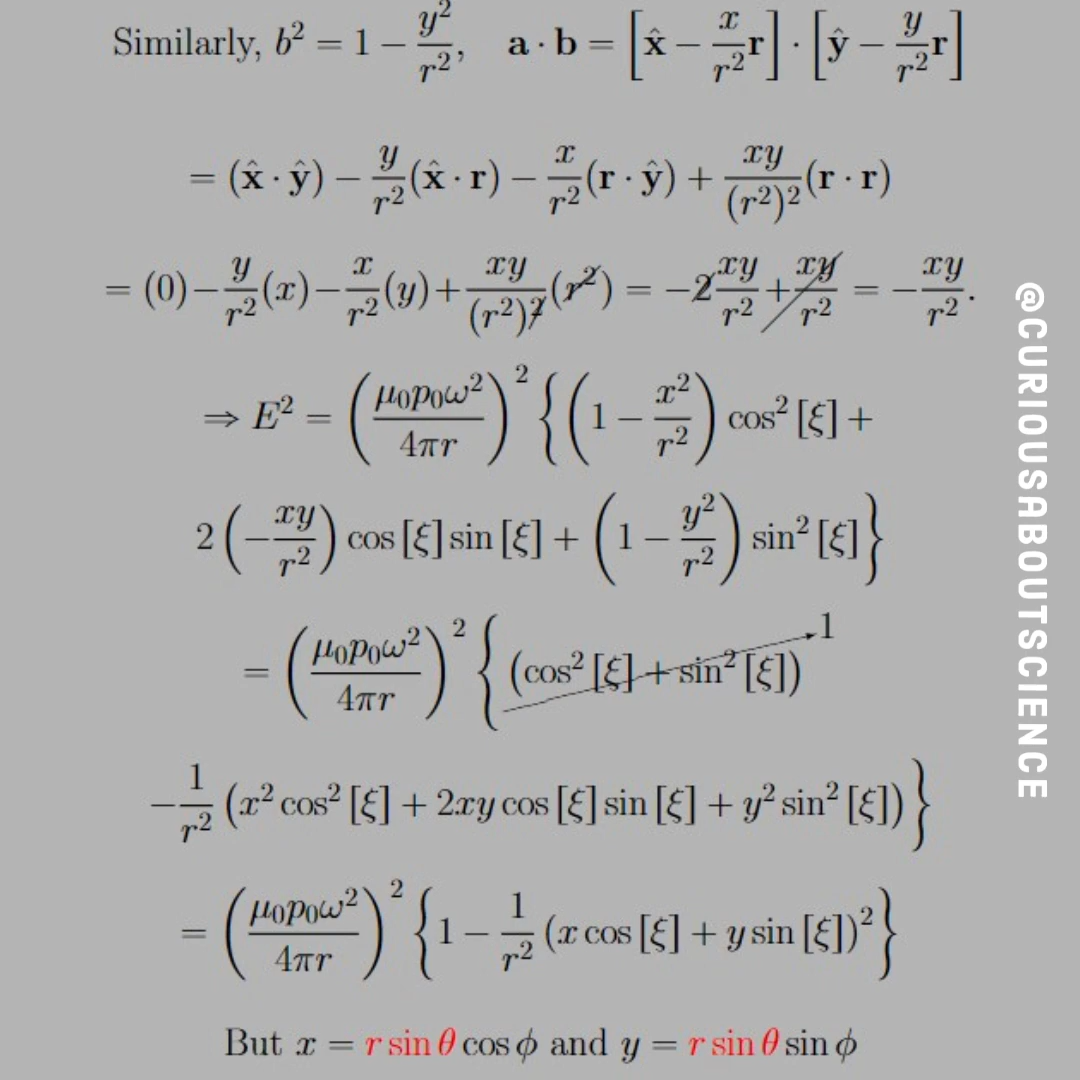 Similarly, b² = 1 − y²/r², a · b = [x̂ − x/r² r] · [ŷ − y/r² r]
= (x̂ · ŷ) − y/r² (x̂ · r) − x/r² (r · ŷ) + xy/(r²)² (r · r)
= (0) − y/r² (x) − x/r² (y) + xy/(r²)² (r²) = −2 xy/r² + xy/r² = − xy/r².
⇒ E² = (μ₀p₀ω²/4πr)² {(1 − x²/r²) cos² [ξ] +
2 (− xy/r²) cos [ξ] sin [ξ] + (1 − y²/r²) sin² [ξ]}
= (μ₀p₀ω²/4πr)² { (cos² [ξ] + sin² [ξ]) 1
− 1/r² (x² cos² [ξ] + 2xy cos [ξ] sin [ξ] + y² sin² [ξ]) }
= (μ₀p₀ω²/4πr)² {1 − 1/r² (x cos [ξ] + y sin [ξ])²}
But x = r sin θ cos ϕ and y = r sin θ sin ϕ
@CURIOUSABOUTSCIENCE